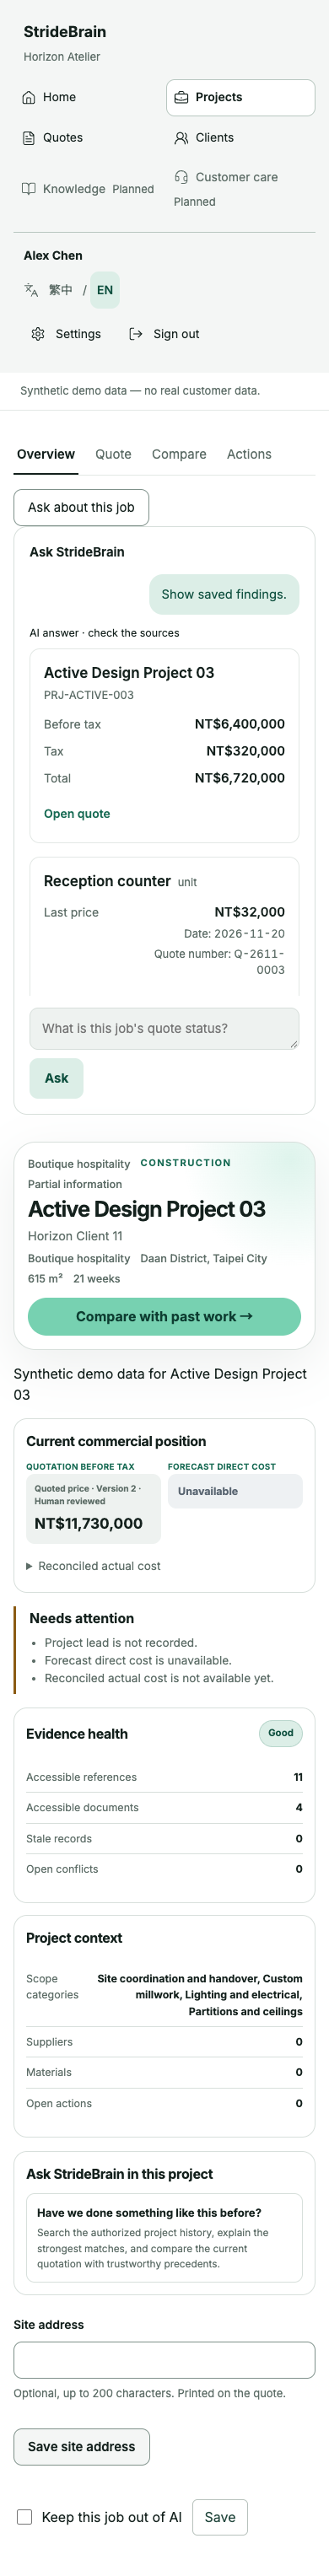 StrideBrain
Horizon Atelier
Home
Projects
Quotes
Clients
Knowledge Planned
Customer care
Planned
Alex Chen
繁中 / EN
Settings
Sign out
Synthetic demo data — no real customer data.
Overview Quote Compare Actions
Ask about this job
Ask StrideBrain
Show saved findings.
AI answer · check the sources
Active Design Project 03
PRJ-ACTIVE-003
Before tax NT$6,400,000
Tax NT$320,000
Total NT$6,720,000
Open quote
Reception counter unit
Last price NT$32,000
Date: 2026-11-20
Quote number: Q-2611-
0003
What is this job's quote status?
Ask
Boutique hospitality CONSTRUCTION
Partial information
Active Design Project 03
Horizon Client 11
Boutique hospitality Daan District, Taipei City
615 m² 21 weeks
Compare with past work →
Synthetic demo data for Active Design Project
03
Current commercial position
QUOTATION BEFORE TAX FORECAST DIRECT COST
Quoted price · Version 2 ·
Human reviewed
Unavailable
NT$11,730,000
▶ Reconciled actual cost
Needs attention
• Project lead is not recorded.
• Forecast direct cost is unavailable.
• Reconciled actual cost is not available yet.
Evidence health Good
Accessible references 11
Accessible documents 4
Stale records 0
Open conflicts 0
Project context
Scope categories Site coordination and handover, Custom
millwork, Lighting and electrical,
Partitions and ceilings
Suppliers 0
Materials 0
Open actions 0
Ask StrideBrain in this project
Have we done something like this before?
Search the authorized project history, explain the
strongest matches, and compare the current
quotation with trustworthy precedents.
Site address
Optional, up to 200 characters. Printed on the quote.
Save site address
Keep this job out of AI Save